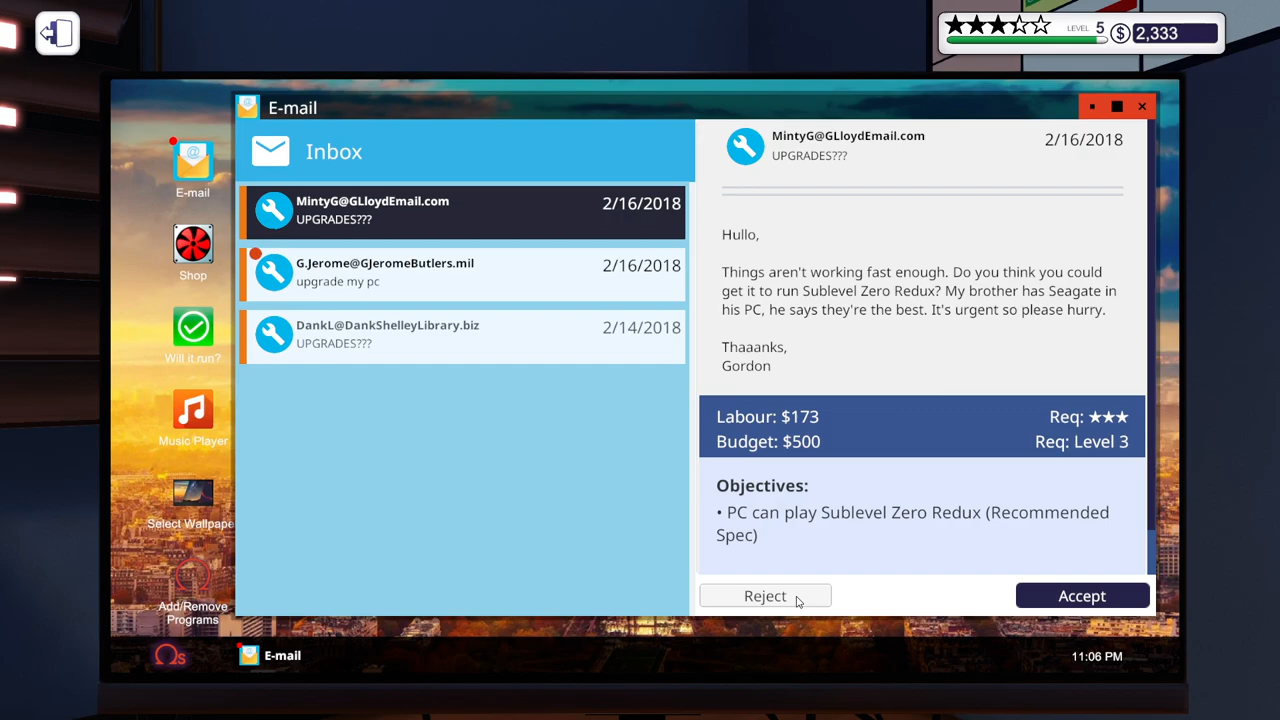 LEVEL 5
$ 2,333
E-mail
Inbox
MintyG@GLloydEmail.com
UPGRADES???
2/16/2018
G.Jerome@GJeromeButlers.mil
upgrade my pc
2/16/2018
DankL@DankShelleyLibrary.biz
UPGRADES???
2/14/2018
MintyG@GLloydEmail.com
UPGRADES???
2/16/2018
Hullo,
Things aren't working fast enough. Do you think you could
get it to run Sublevel Zero Redux? My brother has Seagate in
his PC, he says they're the best. It's urgent so please hurry.
Thaaanks,
Gordon
Labour: $173
Req: ★★★
Budget: $500
Req: Level 3
Objectives:
• PC can play Sublevel Zero Redux (Recommended
Spec)
Reject
Accept
E-mail
Shop
Will it run?
Music Player
Select Wallpape
Add/Remove
Programs
Ωs
E-mail
11:06 PM